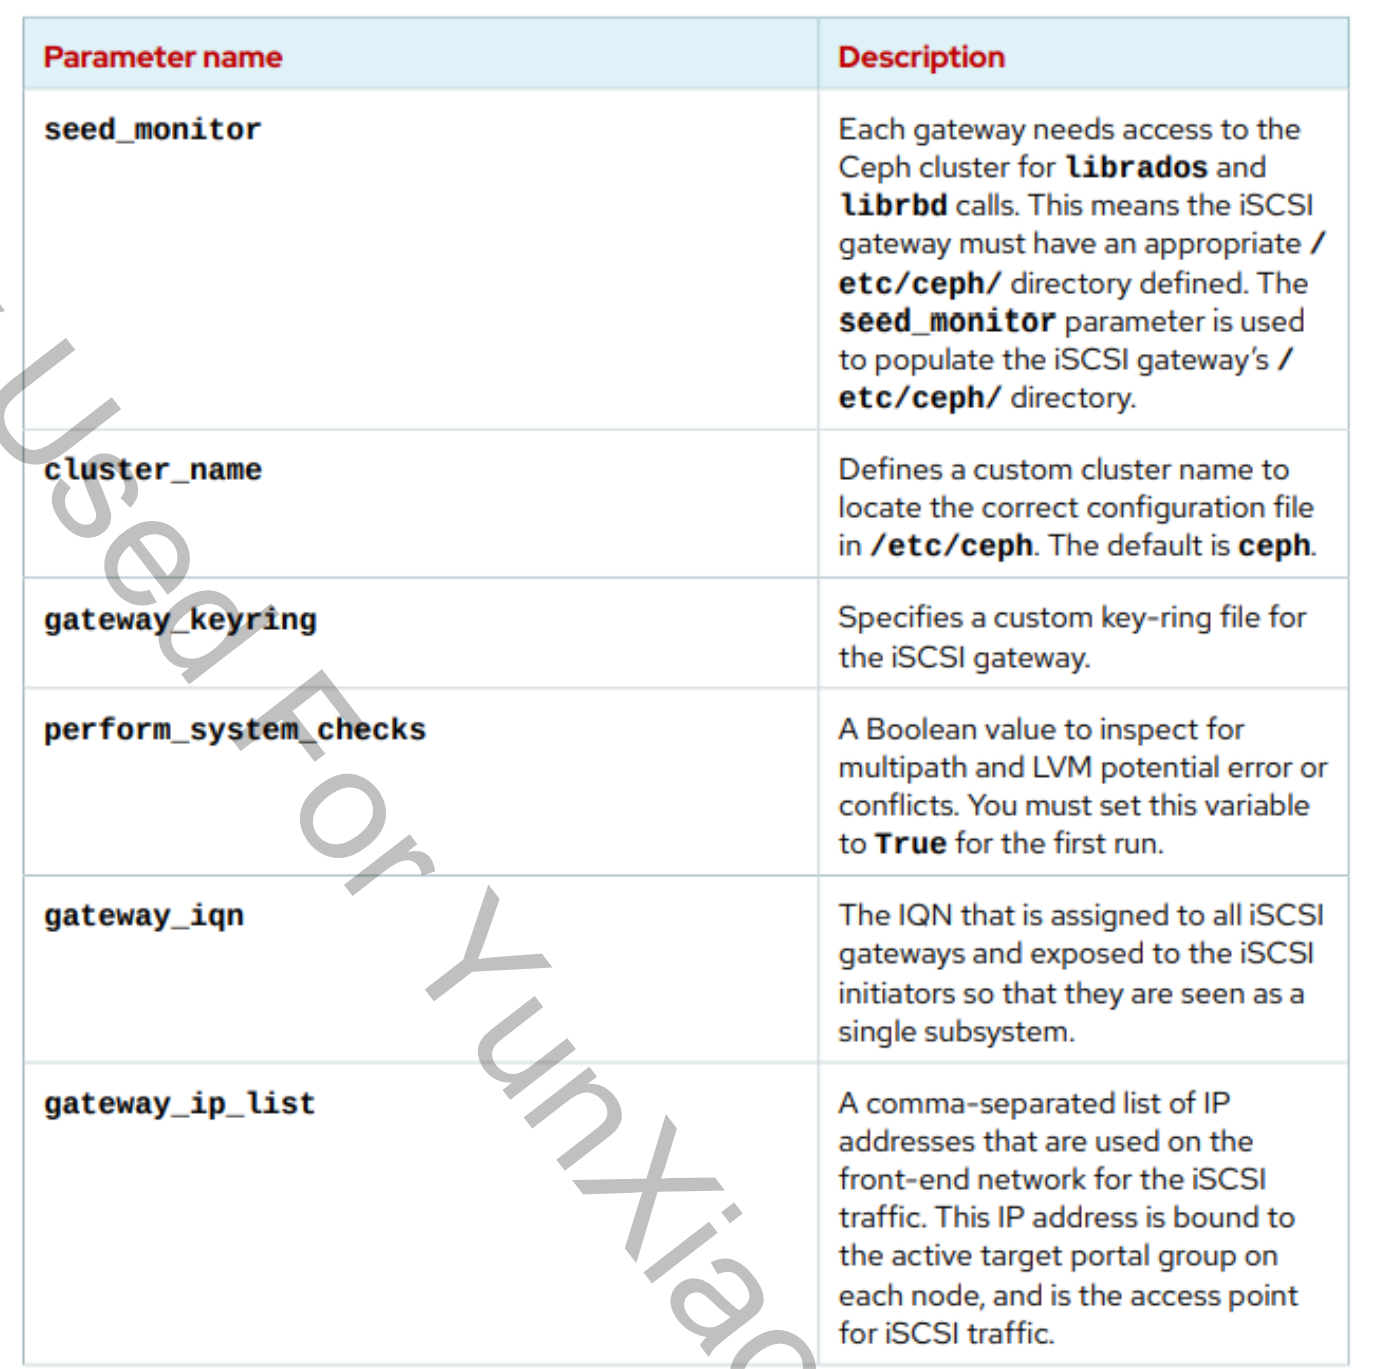 Parameter name
Description
seed_monitor
Each gateway needs access to the
Ceph cluster for librados and
librbd calls. This means the iSCSI
gateway must have an appropriate /
etc/ceph/ directory defined. The
seed_monitor parameter is used
to populate the iSCSI gateway's /
etc/ceph/ directory.
cluster_name
Defines a custom cluster name to
locate the correct configuration file
in /etc/ceph. The default is ceph.
gateway_keyring
Specifies a custom key-ring file for
the iSCSI gateway.
perform_system_checks
A Boolean value to inspect for
multipath and LVM potential error or
conflicts. You must set this variable
to True for the first run.
gateway_iqn
The IQN that is assigned to all iSCSI
gateways and exposed to the iSCSI
initiators so that they are seen as a
single subsystem.
gateway_ip_list
A comma-separated list of IP
addresses that are used on the
front-end network for the iSCSI
traffic. This IP address is bound to
the active target portal group on
each node, and is the access point
for iSCSI traffic.
Used For YunXiao